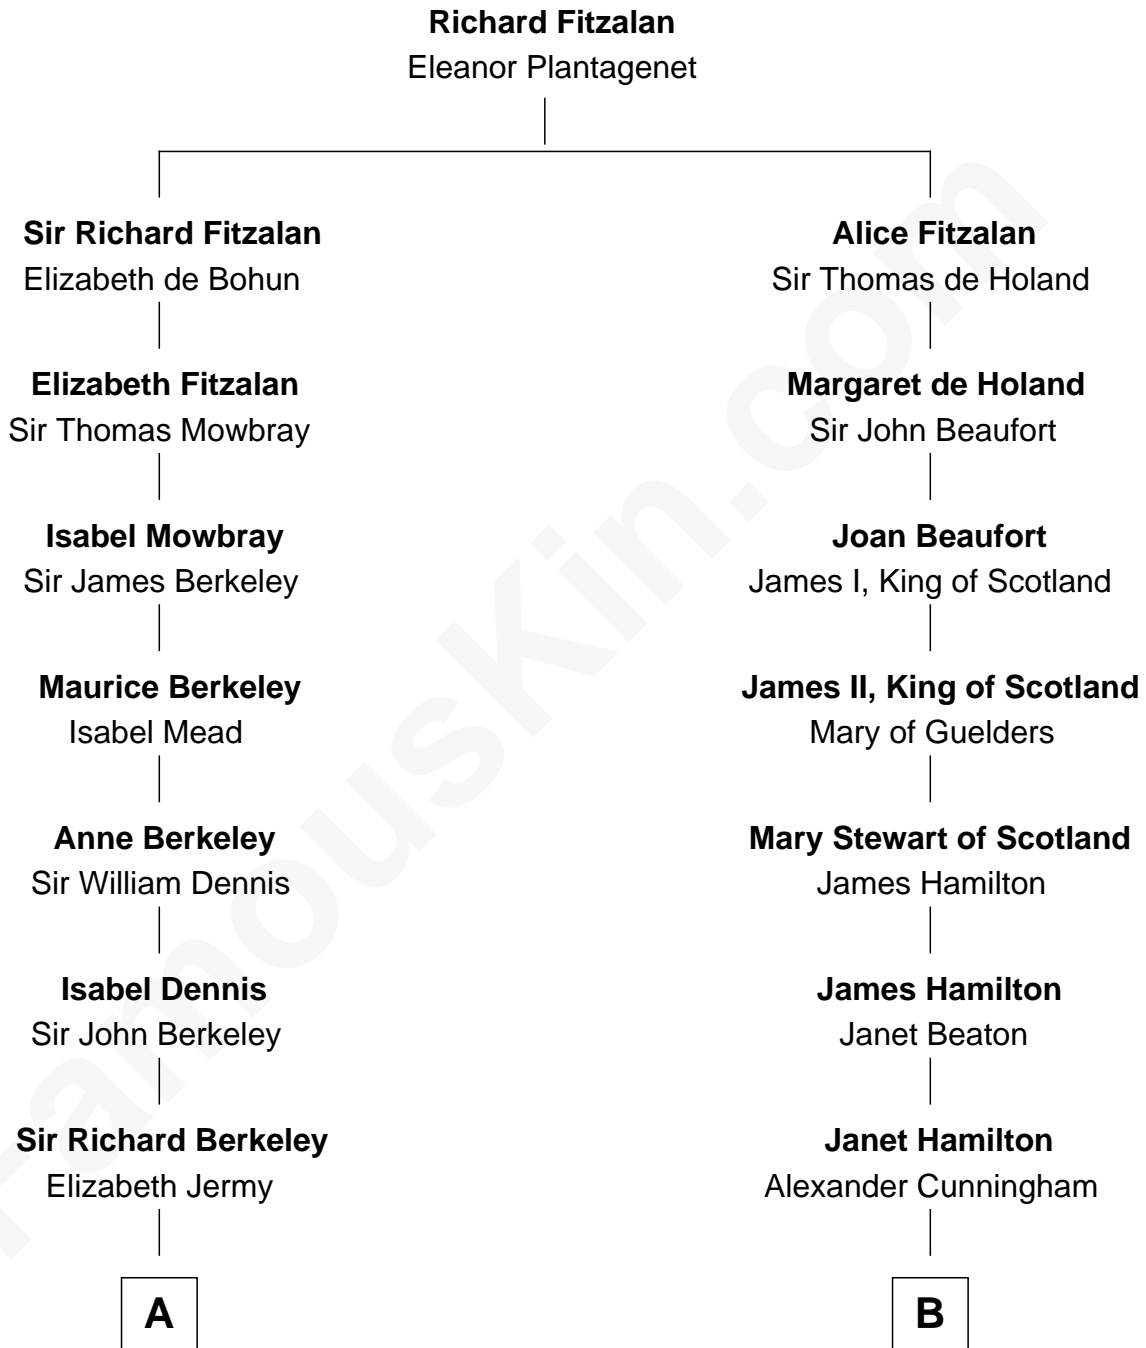 Richard Fitzalan
Eleanor Plantagenet
Sir Richard Fitzalan
Elizabeth de Bohun
Alice Fitzalan
Sir Thomas de Holand
Elizabeth Fitzalan
Sir Thomas Mowbray
Margaret de Holand
Sir John Beaufort
Isabel Mowbray
Sir James Berkeley
Joan Beaufort
James I, King of Scotland
Maurice Berkeley
Isabel Mead
James II, King of Scotland
Mary of Guelders
Anne Berkeley
Sir William Dennis
Mary Stewart of Scotland
James Hamilton
Isabel Dennis
Sir John Berkeley
James Hamilton
Janet Beaton
Sir Richard Berkeley
Elizabeth Jermy
Janet Hamilton
Alexander Cunningham
A
B
FamousKin.com